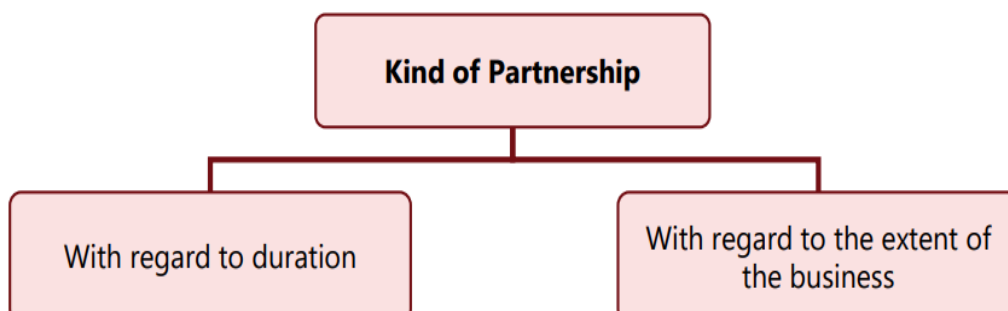 Kind of Partnership
With regard to duration
With regard to the extent of
the business